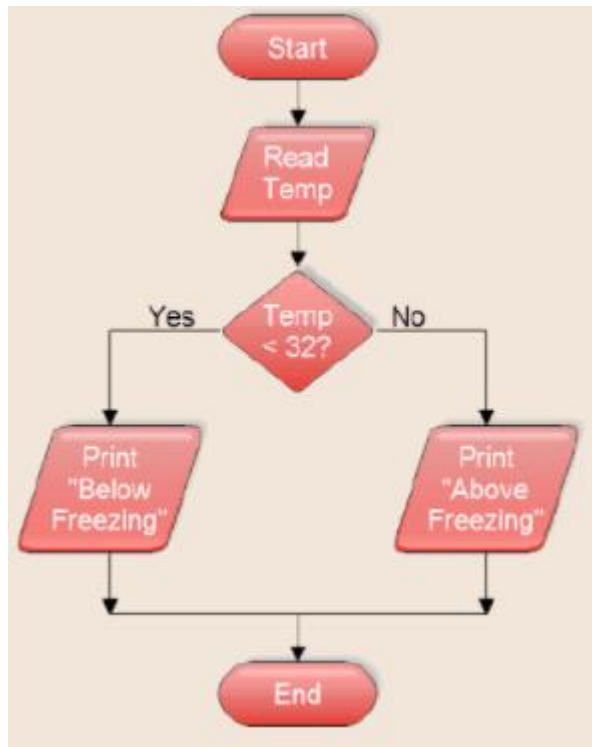 Start
Read
Temp
Temp
< 32?
Yes
No
Print
"Below
Freezing"
Print
"Above
Freezing"
End